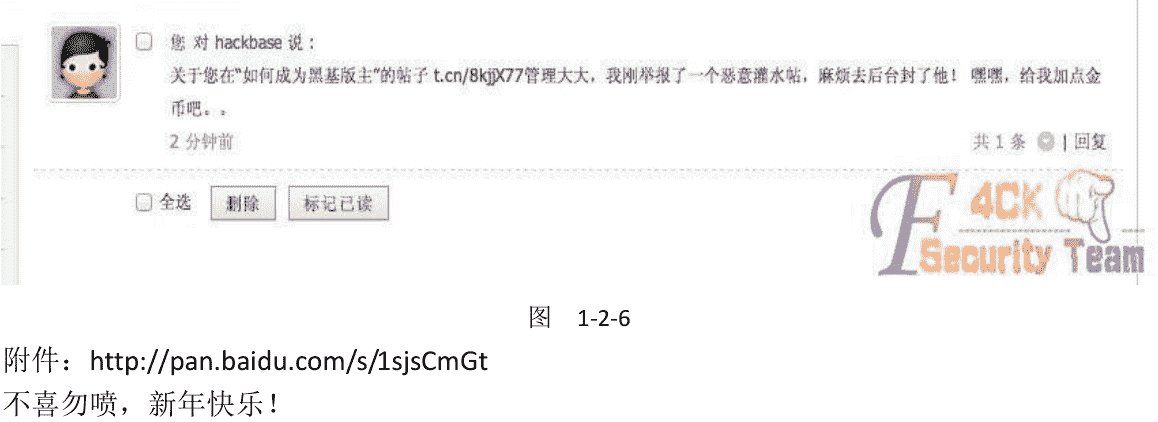 您 对 hackbase 说：
关于您在“如何成为黑基版主”的帖子 t.cn/8kjjX77管理大大，我刚举报了一个恶意灌水帖，麻烦去后台封了他！ 嘿嘿，给我加点金
币吧。。
2 分钟前
共 1 条 | 回复
全选 删除 标记已读
F4CK
Security Team
图 1-2-6
附件：http://pan.baidu.com/s/1sjsCmGt
不喜勿喷，新年快乐！